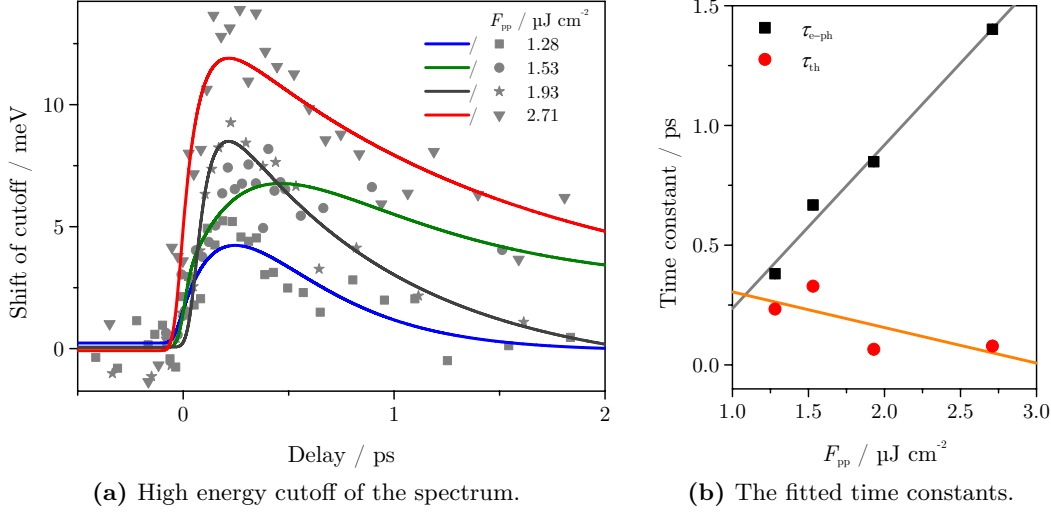 F_pp / µJ cm⁻²
1.28
1.53
1.93
2.71
Shift of cutoff / meV
10
5
0
0
1
2
Delay / ps
(a) High energy cutoff of the spectrum.
τ_e−ph
τ_th
Time constant / ps
1.5
1.0
0.5
0.0
1.0
1.5
2.0
2.5
3.0
F_pp / µJ cm⁻²
(b) The fitted time constants.